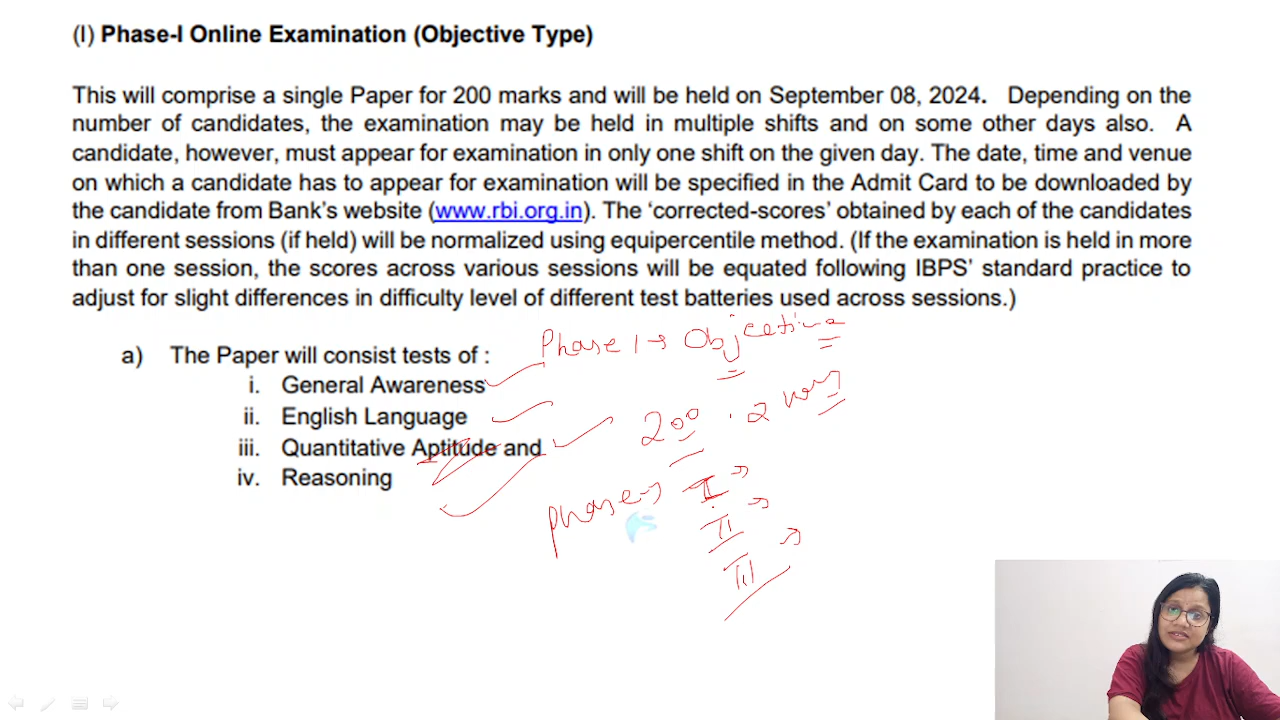 (I) Phase-I Online Examination (Objective Type)
This will comprise a single Paper for 200 marks and will be held on September 08, 2024. Depending on the
number of candidates, the examination may be held in multiple shifts and on some other days also. A
candidate, however, must appear for examination in only one shift on the given day. The date, time and venue
on which a candidate has to appear for examination will be specified in the Admit Card to be downloaded by
the candidate from Bank's website (www.rbi.org.in). The 'corrected-scores' obtained by each of the candidates
in different sessions (if held) will be normalized using equipercentile method. (If the examination is held in more
than one session, the scores across various sessions will be equated following IBPS' standard practice to
adjust for slight differences in difficulty level of different test batteries used across sessions.)
Phase 1 → Objective
a) The Paper will consist tests of :
i. General Awareness
ii. English Language
200 . 2 hours
iii. Quantitative Aptitude and
iv. Reasoning
Phase → I →
II →
III →